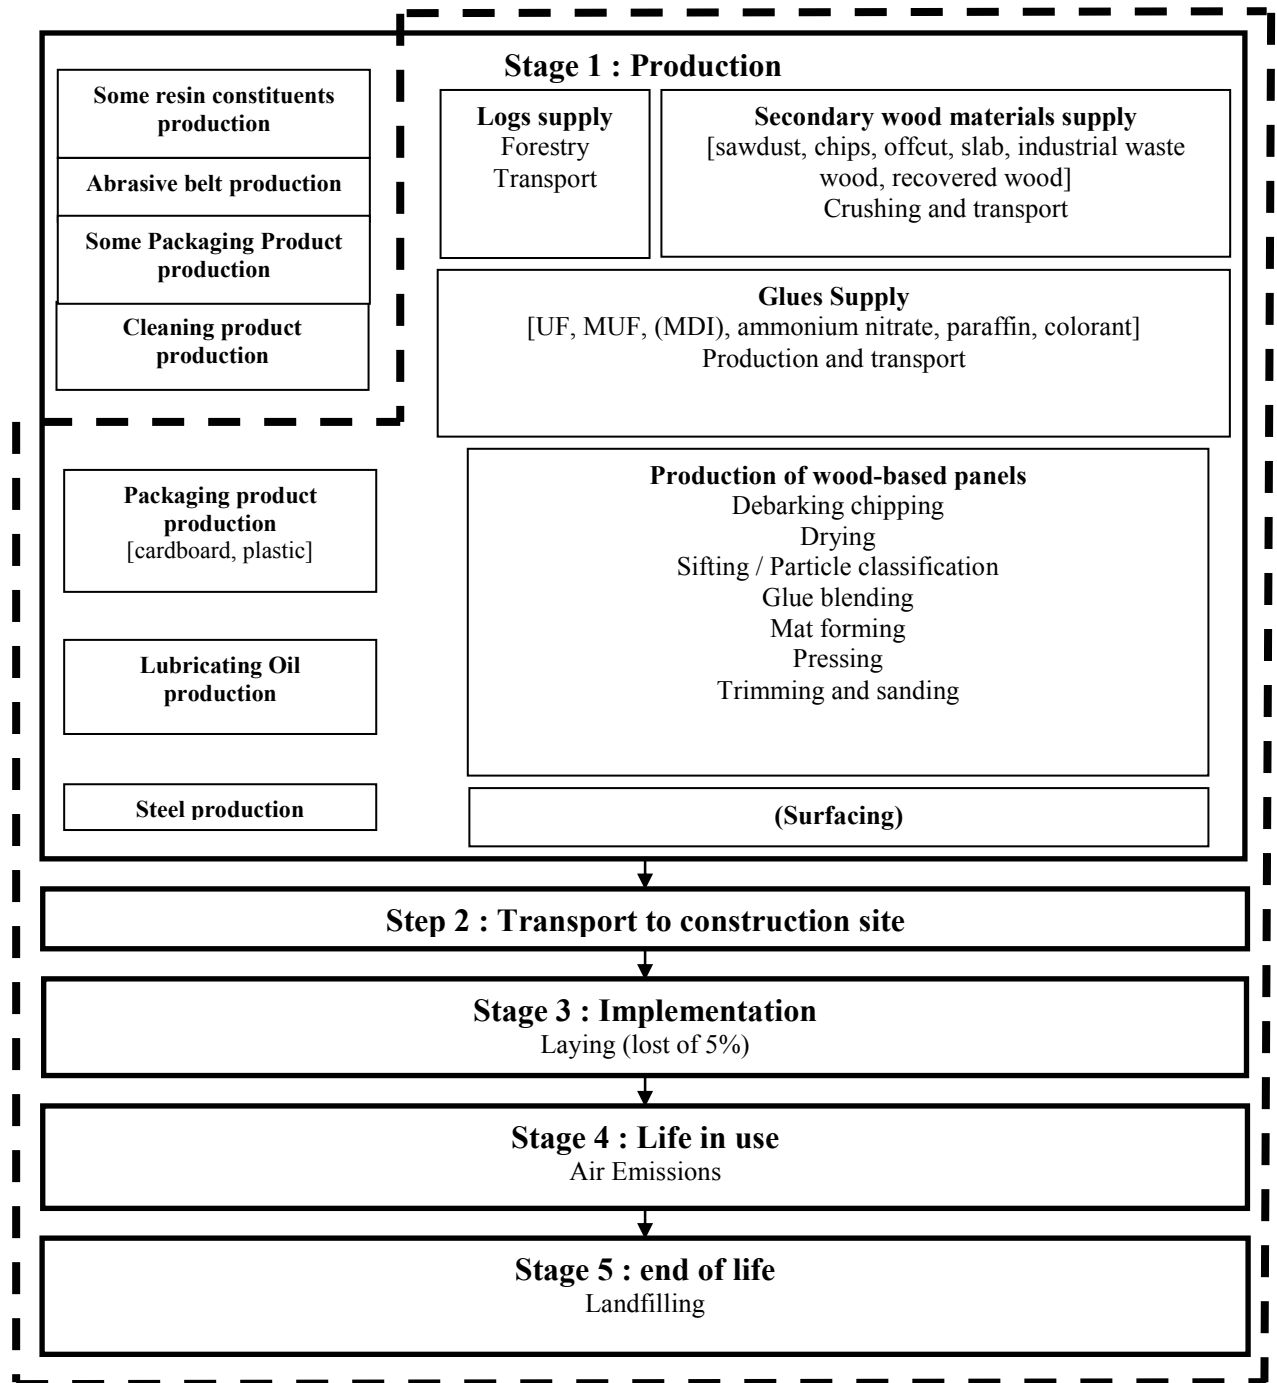 Stage 1 : Production
Some resin constituents
production
Abrasive belt production
Some Packaging Product
production
Cleaning product
production
Logs supply
Forestry
Transport
Secondary wood materials supply
[sawdust, chips, offcut, slab, industrial waste
wood, recovered wood]
Crushing and transport
Glues Supply
[UF, MUF, (MDI), ammonium nitrate, paraffin, colorant]
Production and transport
Packaging product
production
[cardboard, plastic]
Lubricating Oil
production
Steel production
Production of wood-based panels
Debarking chipping
Drying
Sifting / Particle classification
Glue blending
Mat forming
Pressing
Trimming and sanding
(Surfacing)
Step 2 : Transport to construction site
Stage 3 : Implementation
Laying (lost of 5%)
Stage 4 : Life in use
Air Emissions
Stage 5 : end of life
Landfilling